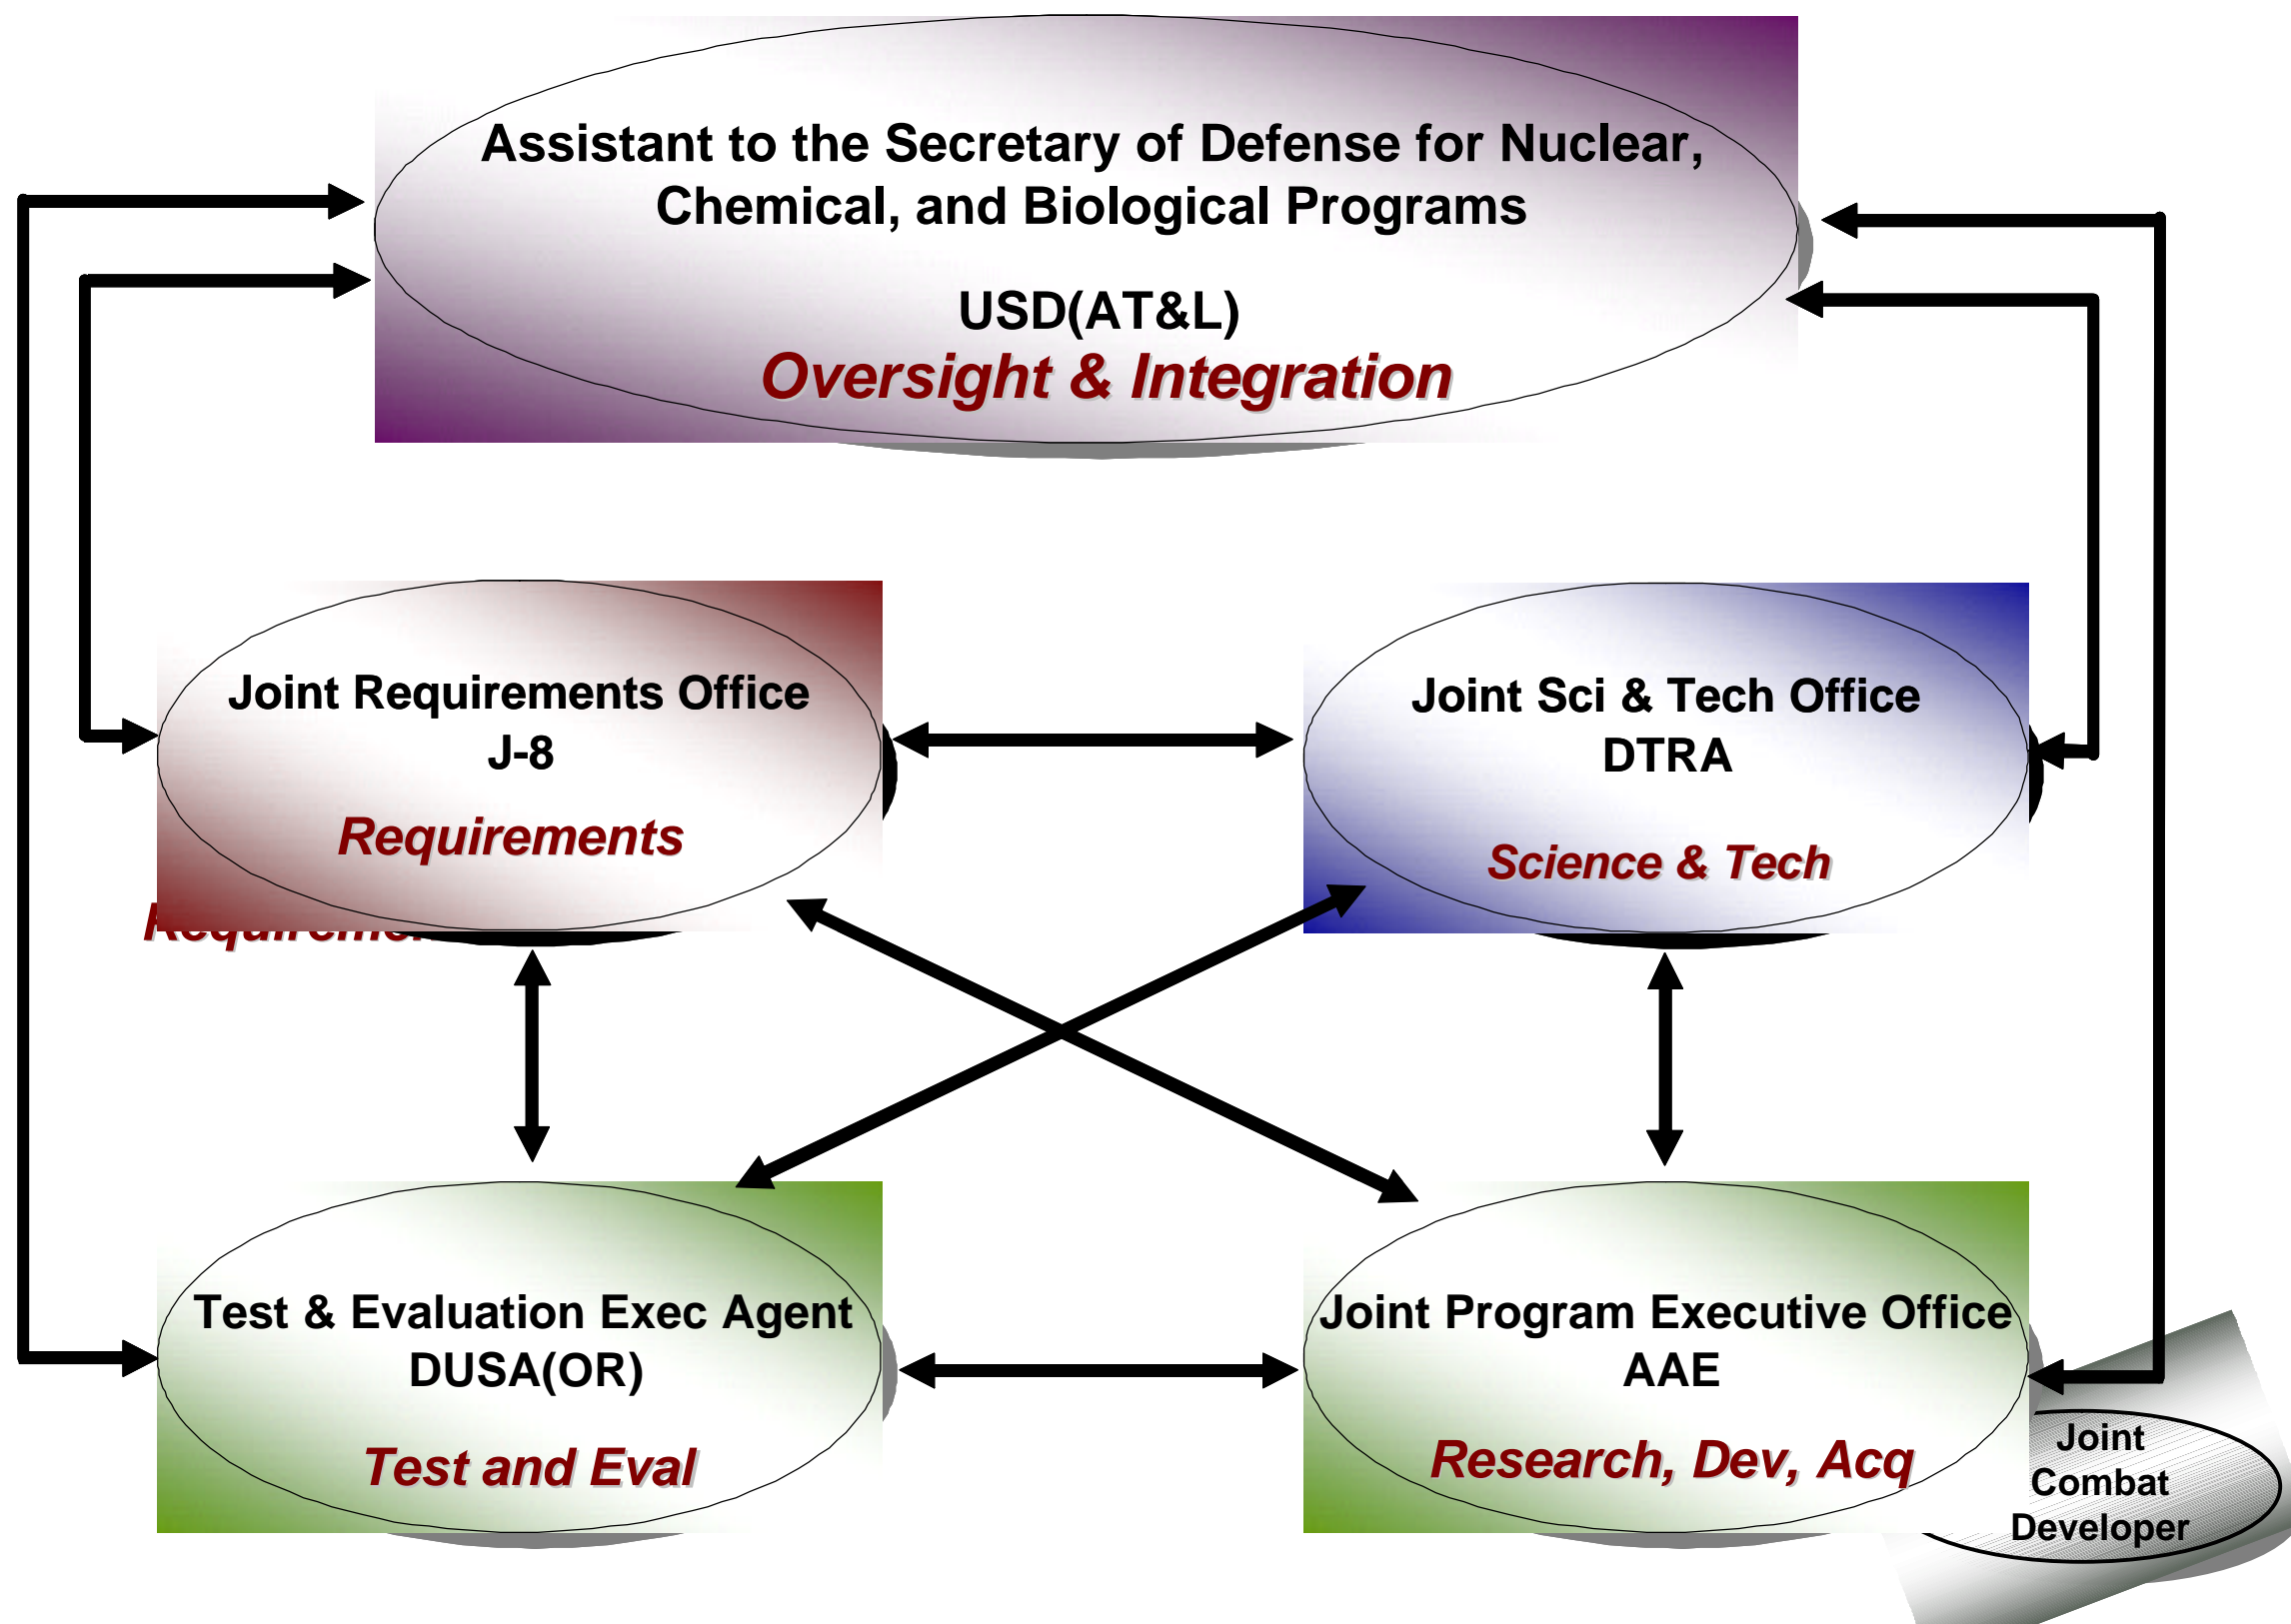 Assistant to the Secretary of Defense for Nuclear,
Chemical, and Biological Programs
USD(AT&L)
Oversight & Integration
Joint Requirements Office
J-8
Requirements
Joint Sci & Tech Office
DTRA
Science & Tech
Test & Evaluation Exec Agent
DUSA(OR)
Test and Eval
Joint Program Executive Office
AAE
Research, Dev, Acq
Joint
Combat
Developer